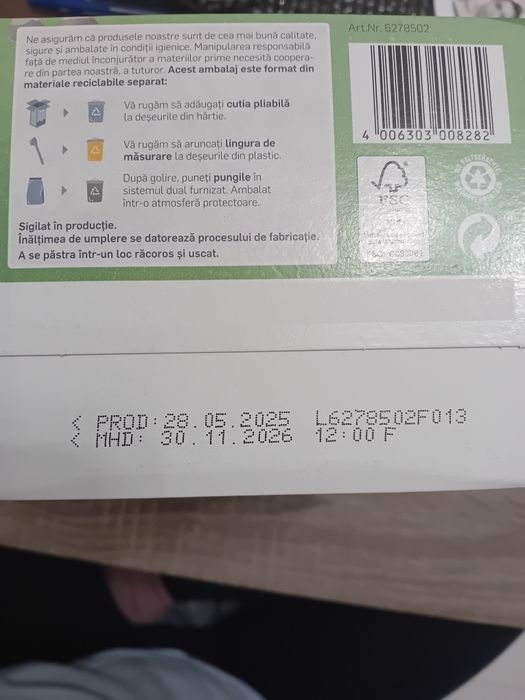 Ne asigurăm că produsele noastre sunt de cea mai bună calitate,
sigure și ambalate în condiții igienice. Manipularea responsabilă
față de mediul înconjurător a materiilor prime necesită coopera-
re din partea noastră, a tuturor. Acest ambalaj este format din
materiale reciclabile separat:
Vă rugăm să adăugați cutia pliabilă
la deșeurile din hârtie.
Vă rugăm să aruncați lingura de
măsurare la deșeurile din plastic.
După golire, puneți pungile în
sistemul dual furnizat. Ambalat
într-o atmosferă protectoare.
Sigilat în producție.
Înălțimea de umplere se datorează procesului de fabricație.
A se păstra într-un loc răcoros și uscat.
Art.Nr. 6278502
4 006303 008282
FSC
< PROD: 28.05.2025 L6278502F013
< MHD: 30.11.2026 12:00 F